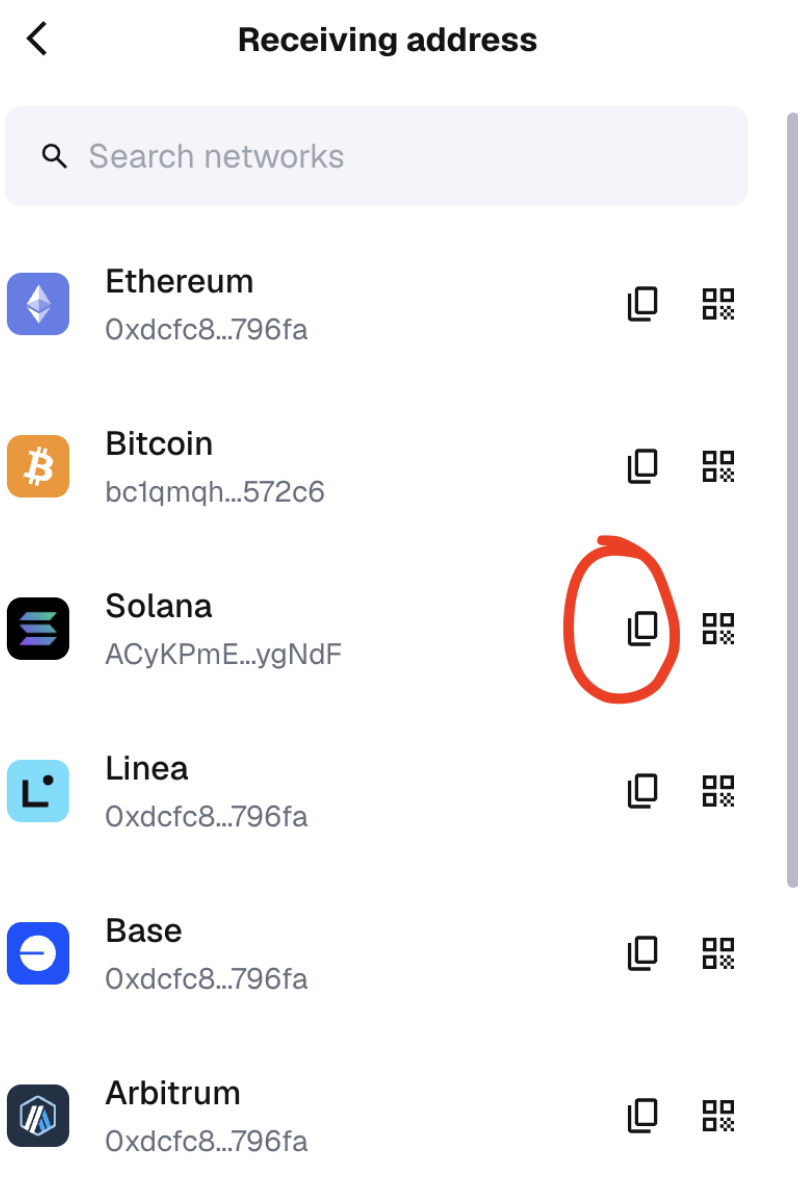 Receiving address
Search networks
Ethereum
0xdcfc8...796fa
Bitcoin
bc1qmqh...572c6
Solana
ACyKPmE...ygNdF
Linea
0xdcfc8...796fa
Base
0xdcfc8...796fa
Arbitrum
0xdcfc8...796fa